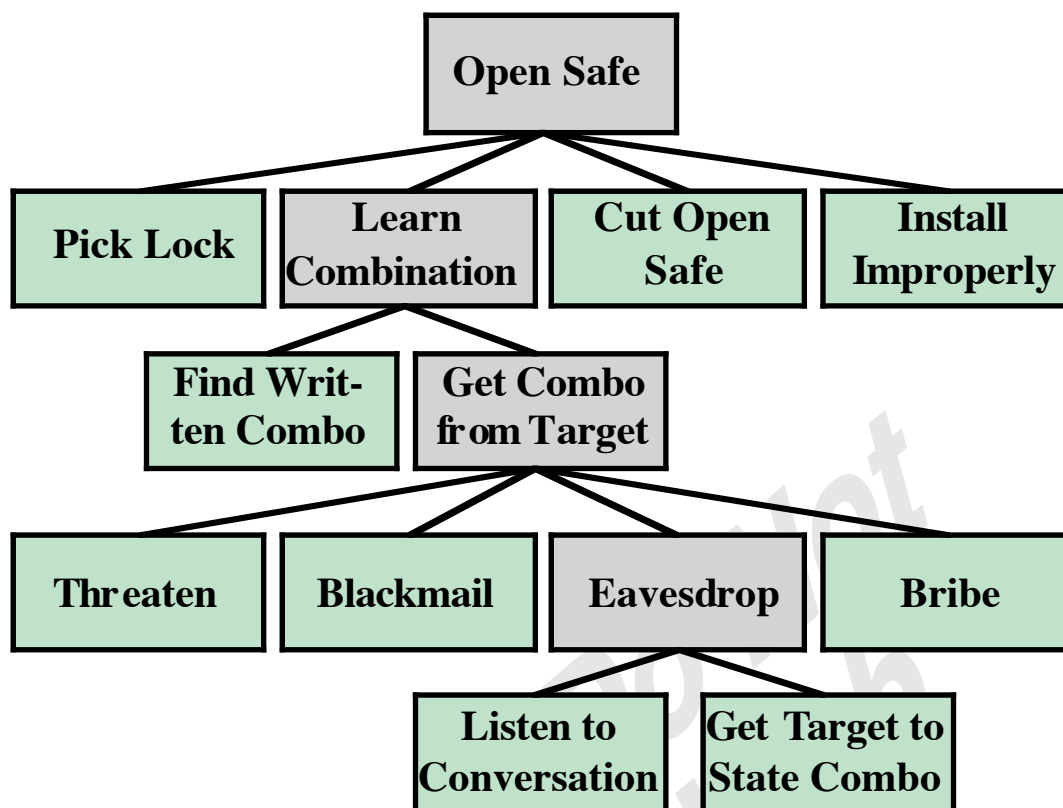 Open Safe
Pick Lock
Learn
Combination
Cut Open
Safe
Install
Improperly
Find Writ-
ten Combo
Get Combo
from Target
Threaten
Blackmail
Eavesdrop
Bribe
Listen to
Conversation
Get Target to
State Combo